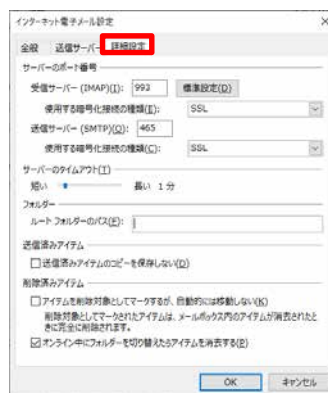 インターネット電子メール設定
×
全般 送信サーバー 詳細設定
サーバーのポート番号
受信サーバー (IMAP)(I): 993 標準設定(D)
使用する暗号化接続の種類(E): SSL
送信サーバー (SMTP)(O): 465
使用する暗号化接続の種類(C): SSL
サーバーのタイムアウト(T)
短い 長い 1 分
フォルダー
ルート フォルダーのパス(F):
送信済みアイテム
送信済みアイテムのコピーを保存しない(D)
削除済みアイテム
アイテムを削除対象としてマークするが、自動的には移動しない(K)
削除対象としてマークされたアイテムは、メールボックス内のアイテムが消去されたと
きに完全に削除されます。
オンライン中にフォルダーを切り替えたらアイテムを消去する(P)
OK キャンセル